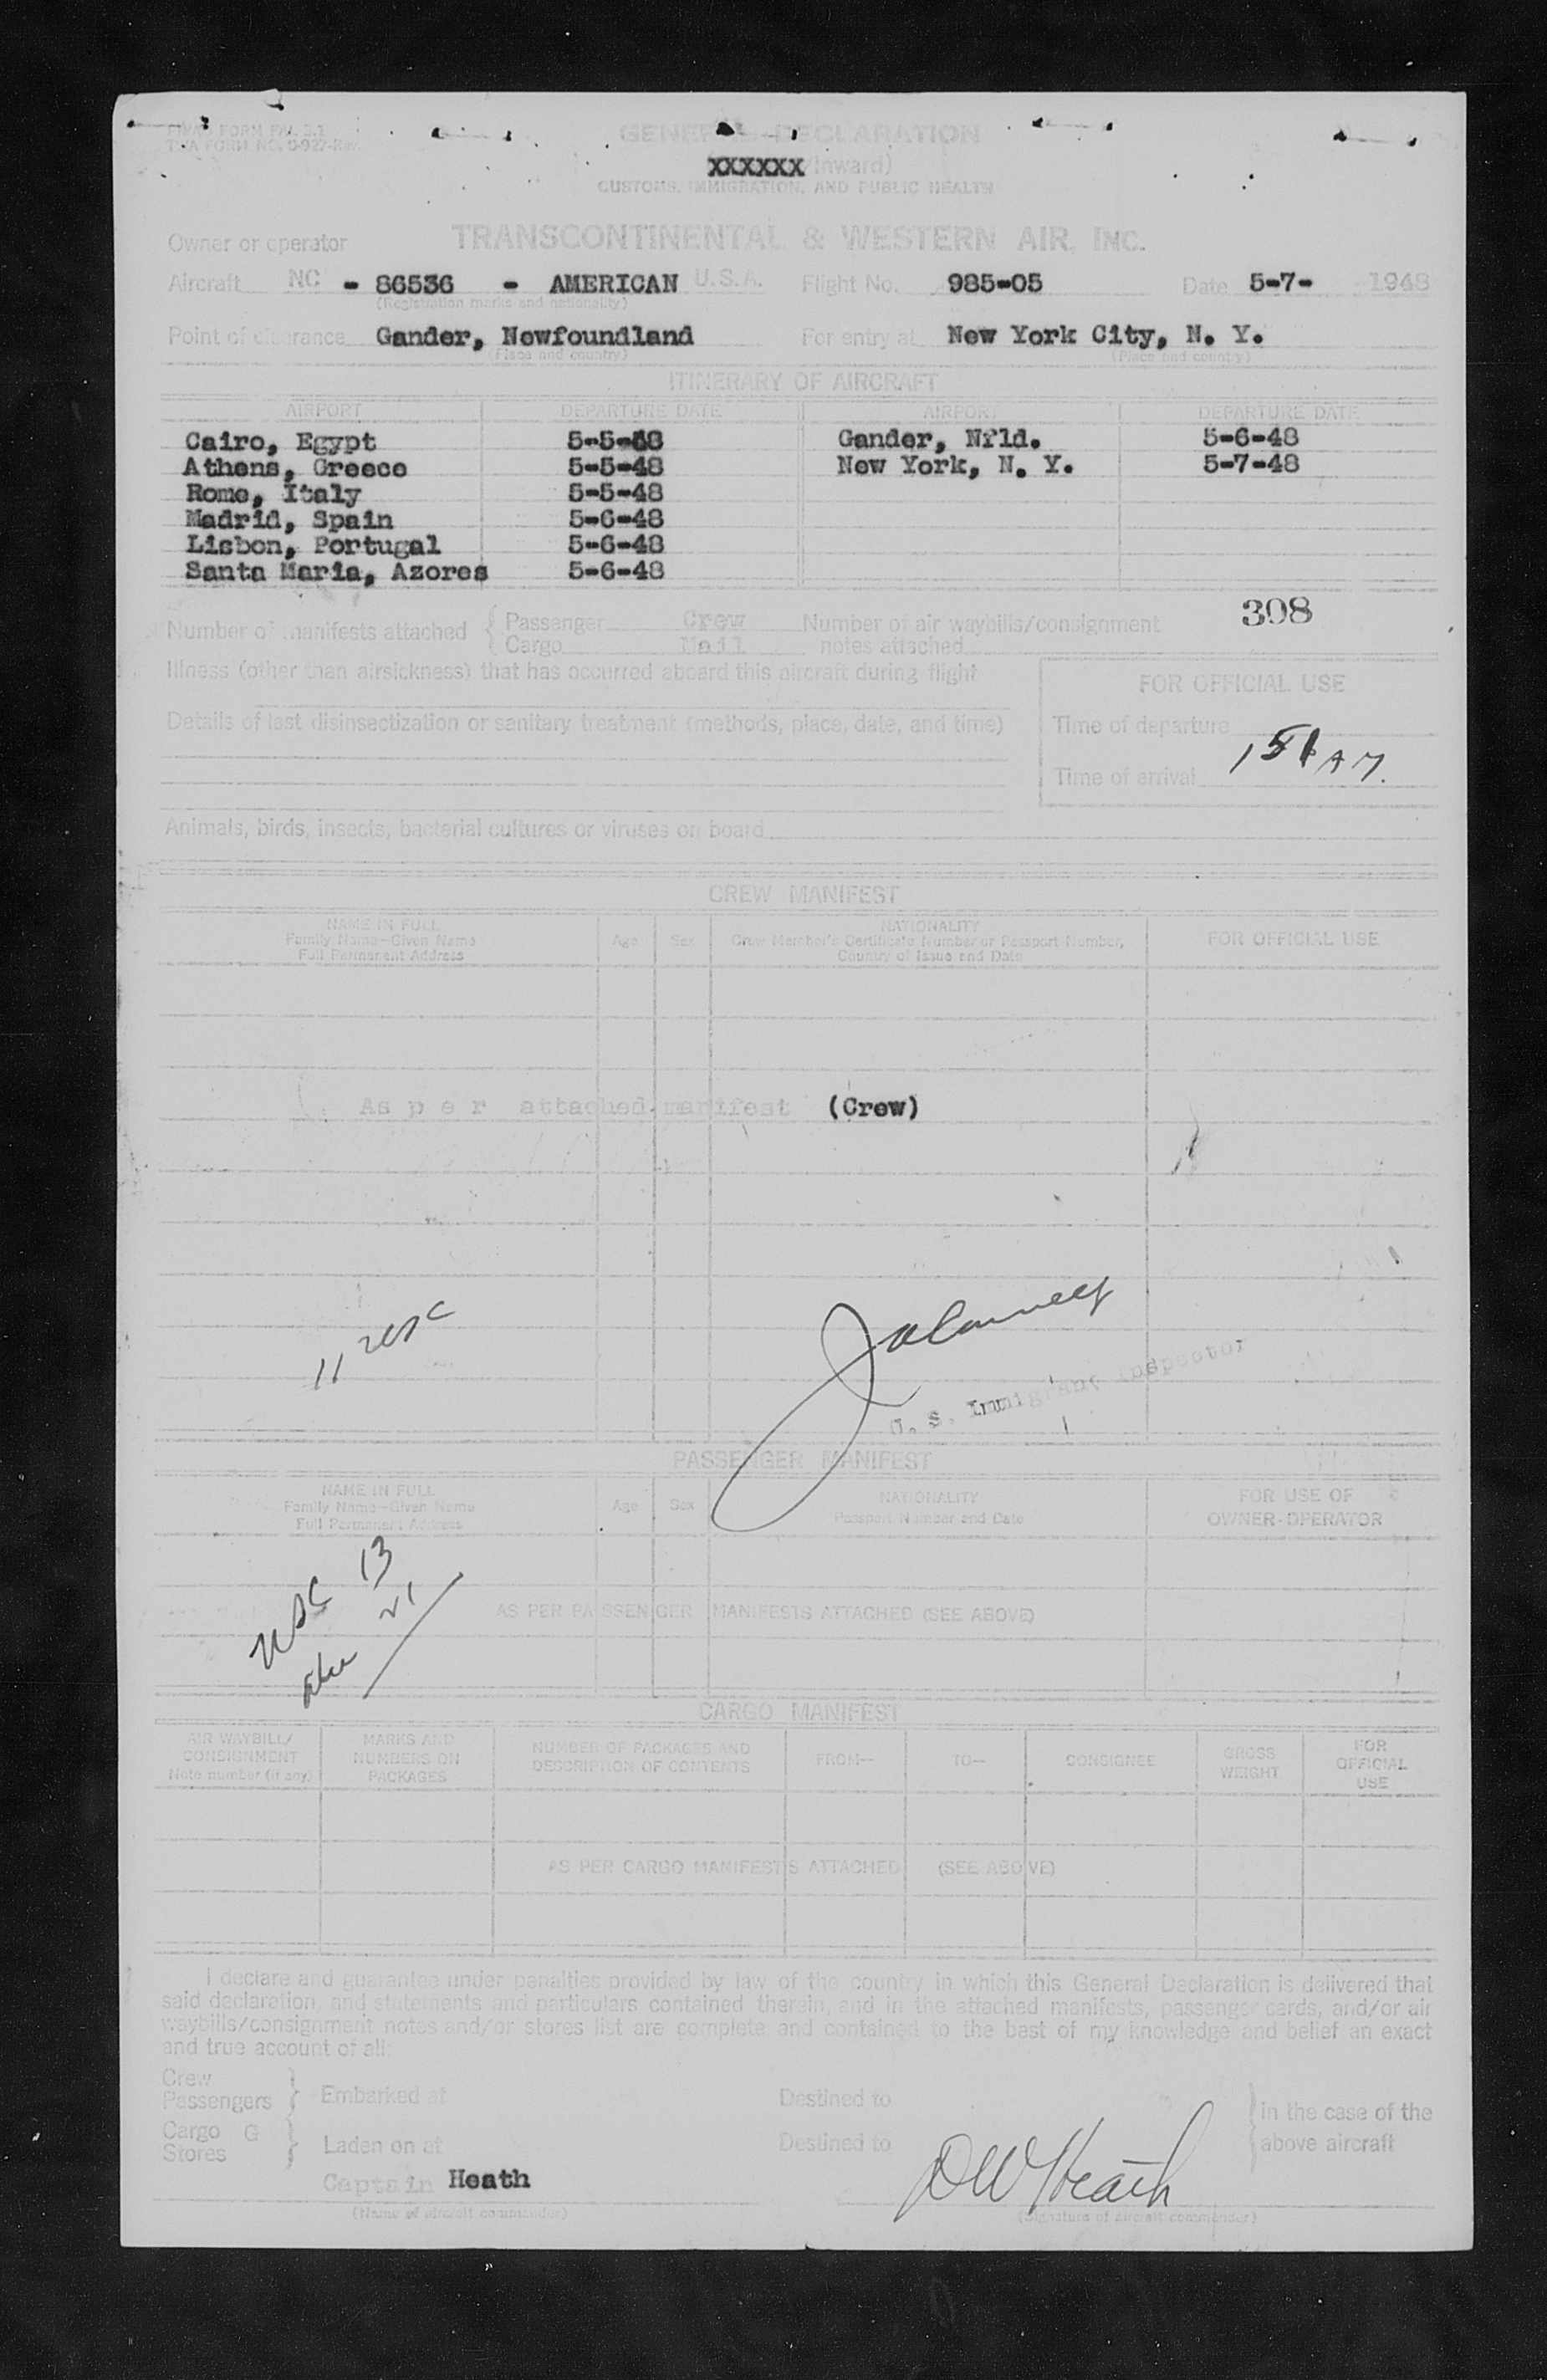 TWA FORM NO. 0-927-Rev.
GENERAL DECLARATION
XXXXXX/Inward)
CUSTOMS, IMMIGRATION, AND PUBLIC HEALTH
Owner or operator TRANSCONTINENTAL & WESTERN AIR, INC.
Aircraft NC - 86536 - AMERICAN U.S.A. Flight No. 985-05 Date 5-7- 1948
(Registration marks and nationality)
Point of clearance Gander, Newfoundland For entry at New York City, N. Y.
(Place and country) (Place and country)
ITINERARY OF AIRCRAFT
AIRPORT DEPARTURE DATE AIRPORT DEPARTURE DATE
Cairo, Egypt 5-5-48 Gander, Nfld. 5-6-48
Athens, Greece 5-5-48 New York, N. Y. 5-7-48
Rome, Italy 5-5-48
Madrid, Spain 5-6-48
Lisbon, Portugal 5-6-48
Santa Maria, Azores 5-6-48
308
Number of manifests attached { Passenger Crew Number of air waybills/consignment
Cargo Mail notes attached
Illness (other than airsickness) that has occurred aboard this aircraft during flight
FOR OFFICIAL USE
Details of last disinsectization or sanitary treatment (methods, place, date, and time)
Time of departure
Time of arrival 151 AM.
Animals, birds, insects, bacterial cultures or viruses on board
CREW MANIFEST
NAME IN FULL
Family Name—Given Name
Full Permanent Address
Age Sex
NATIONALITY
Crew Member's Certificate Number or Passport Number,
Country of Issue and Date
FOR OFFICIAL USE
As per attached manifest (Crew)
11 USC
U. S. Immigrant Inspector
PASSENGER MANIFEST
NAME IN FULL
Family Name—Given Name
Full Permanent Address
Age Sex
NATIONALITY
Passport Number and Date
FOR USE OF
OWNER-OPERATOR
USC 13
21
AS PER PASSENGER MANIFESTS ATTACHED (SEE ABOVE)
CARGO MANIFEST
AIR WAYBILL/
CONSIGNMENT
Note number (if any)
MARKS AND
NUMBERS ON
PACKAGES
NUMBER OF PACKAGES AND
DESCRIPTION OF CONTENTS
FROM— TO— CONSIGNEE
GROSS
WEIGHT
FOR
OFFICIAL
USE
AS PER CARGO MANIFESTS ATTACHED (SEE ABOVE)
I declare and guarantee under penalties provided by law of the country in which this General Declaration is delivered that
said declaration, and statements and particulars contained therein, and in the attached manifests, passenger cards, and/or air
waybills/consignment notes and/or stores list are complete and contained to the best of my knowledge and belief an exact
and true account of all:
Crew
Passengers } Embarked at Destined to } in the case of the
Cargo G
Stores } Laden on at Destined to above aircraft
Captain Heath DW Heath
(Name of aircraft commander) (Signature of aircraft commander)